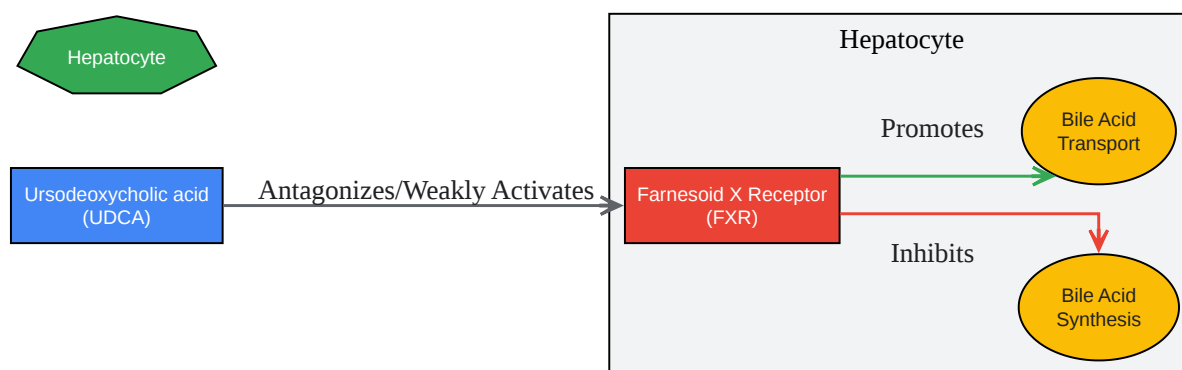 Hepatocyte
Hepatocyte
Promotes
Bile Acid
Transport
Ursodeoxycholic acid
(UDCA)
Antagonizes/Weakly Activates
Farnesoid X Receptor
(FXR)
Inhibits
Bile Acid
Synthesis